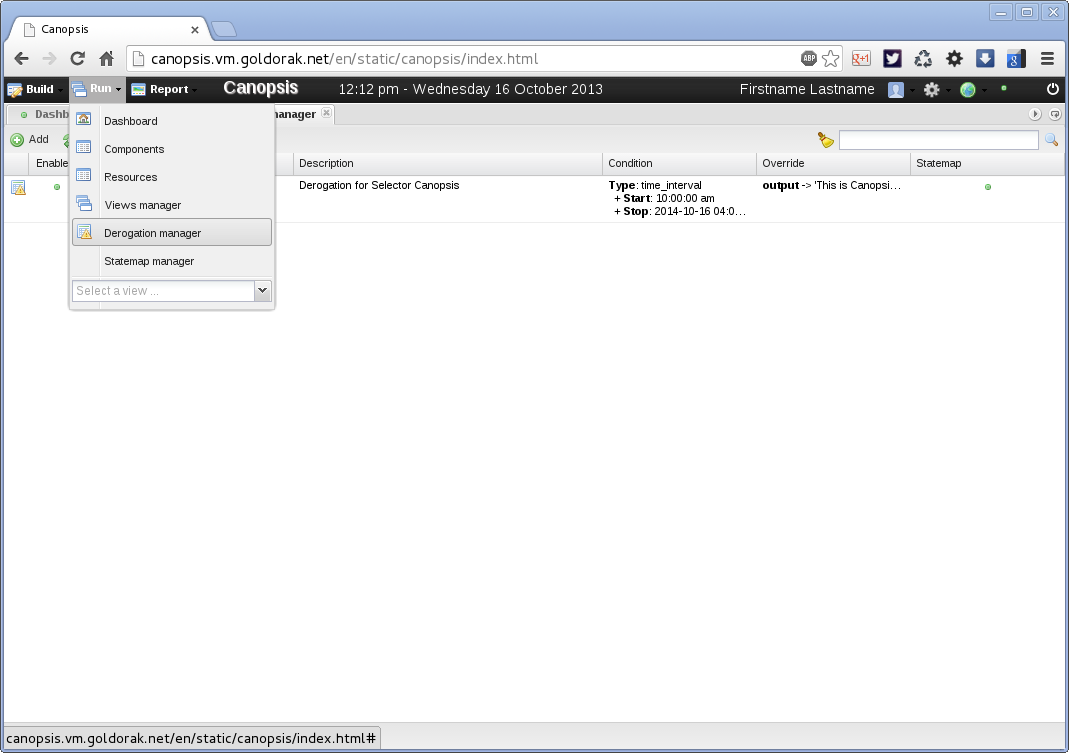 Canopsis
canopsis.vm.goldorak.net/en/static/canopsis/index.html
ABP
g+1
g
Build Run Report Canopsis 12:12 pm - Wednesday 16 October 2013 Firstname Lastname
Dashb
anager
Add
Enable Description Condition Override Statemap
Derogation for Selector Canopsis Type: time_interval output -> 'This is Canopsi...
+ Start: 10:00:00 am
+ Stop: 2014-10-16 04:0...
Dashboard
Components
Resources
Views manager
Derogation manager
Statemap manager
Select a view ...
canopsis.vm.goldorak.net/en/static/canopsis/index.html#